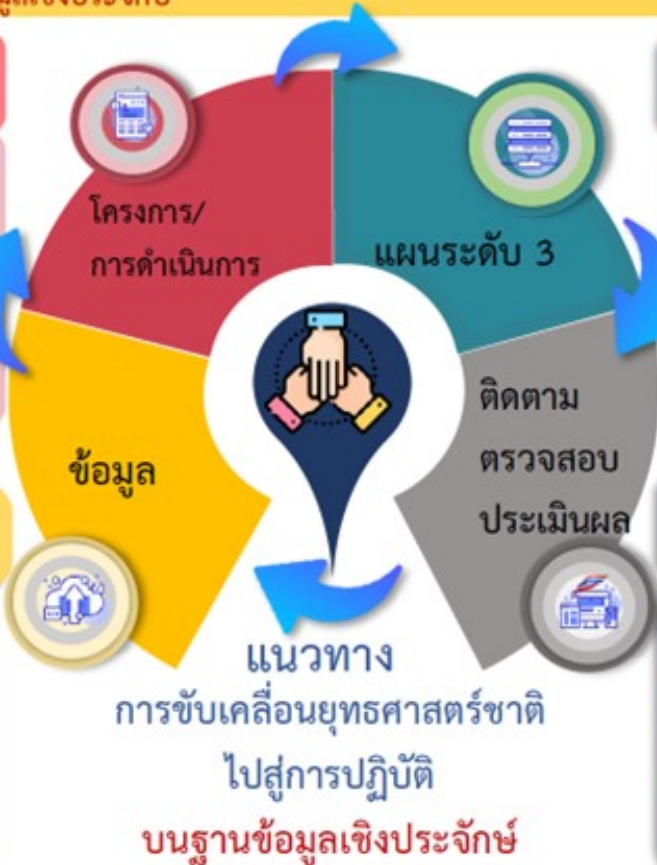 โครงการ/
การดำเนินการ
แผนระดับ 3
ติดตาม
ตรวจสอบ
ประเมินผล
ข้อมูล
แนวทาง
การขับเคลื่อนยุทธศาสตร์ชาติ
ไปสู่การปฏิบัติ
บนฐานข้อมูลเชิงประจักษ์